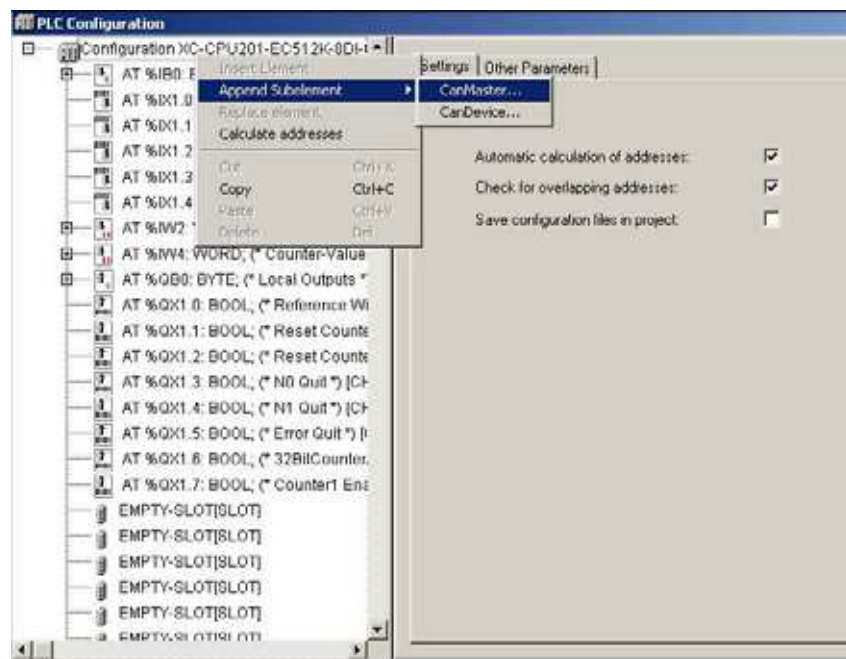 PLC Configuration
Configuration XC-CPU201-EC512K-8DI-
AT %IB0:
AT %IX1.0
AT %IX1.1
AT %IX1.2
AT %IX1.3
AT %IX1.4
AT %IW2:
AT %IW4: WORD; (* Counter-Value
AT %QB0: BYTE; (* Local Outputs *
AT %QX1.0: BOOL; (* Reference Wi
AT %QX1.1: BOOL; (* Reset Counte
AT %QX1.2: BOOL; (* Reset Counte
AT %QX1.3: BOOL; (* N0 Quit *) [CH
AT %QX1.4: BOOL; (* N1 Quit *) [CH
AT %QX1.5: BOOL; (* Error Quit *) [
AT %QX1.6: BOOL; (* 32BitCounter
AT %QX1.7: BOOL; (* Counter1 Ena
EMPTY-SLOT[SLOT]
EMPTY-SLOT[SLOT]
EMPTY-SLOT[SLOT]
EMPTY-SLOT[SLOT]
EMPTY-SLOT[SLOT]
EMPTY-SLOT[SLOT]
Insert Element
Append Subelement
Replace element
Calculate addresses
Cut Ctrl+X
Copy Ctrl+C
Paste Ctrl+V
Delete Del
CanMaster...
CanDevice...
Settings Other Parameters
Automatic calculation of addresses:
Check for overlapping addresses:
Save configuration files in project: